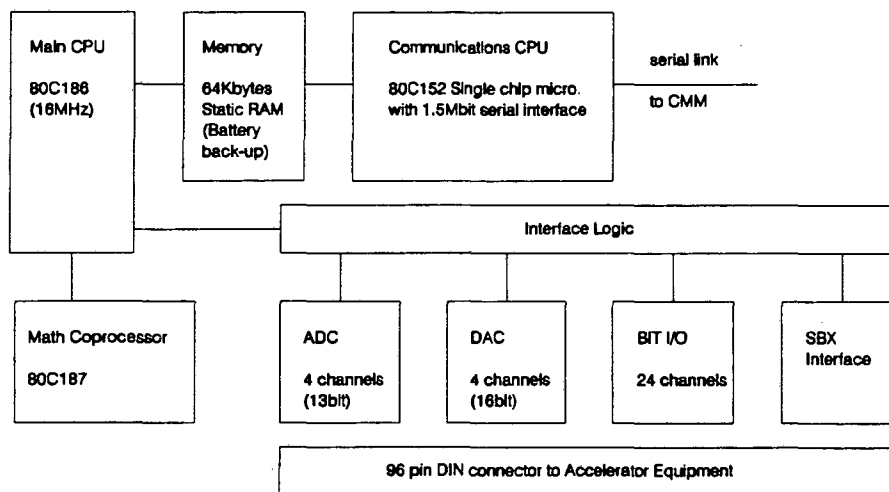 Main CPU
80C186
(16MHz)
Memory
64Kbytes
Static RAM
(Battery
back-up)
Communications CPU
80C152 Single chip micro.
with 1.5Mbit serial interface
serial link
to CMM
Interface Logic
Math Coprocessor
80C187
ADC
4 channels
(13bit)
DAC
4 channels
(16bit)
BIT I/O
24 channels
SBX
Interface
96 pin DIN connector to Accelerator Equipment